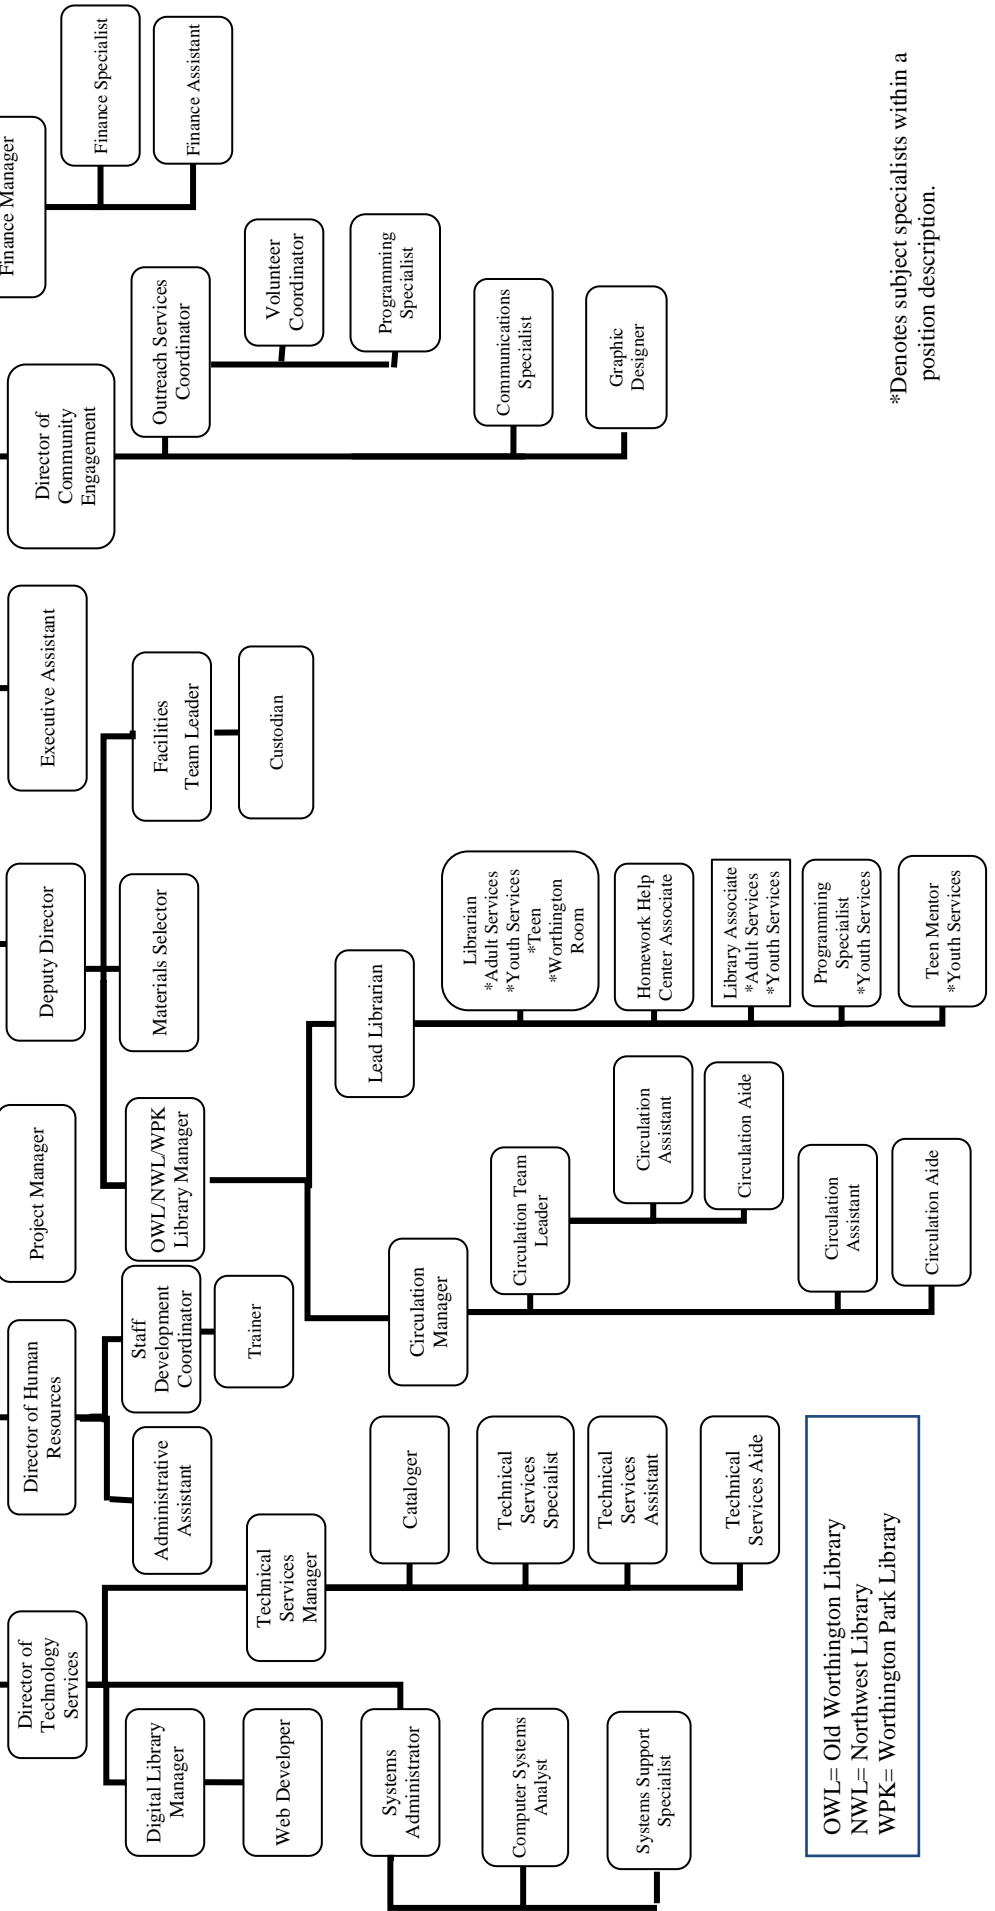 Director of
Technology
Services
Digital Library
Manager
Web Developer
Systems
Administrator
Computer Systems
Analyst
Systems Support
Specialist
Technical
Services
Manager
Cataloger
Technical
Services
Specialist
Technical
Services
Assistant
Technical
Services Aide
Director of Human
Resources
Administrative
Assistant
Staff
Development
Coordinator
Trainer
Project Manager
Deputy Director
OWL/NWL/WPK
Library Manager
Materials Selector
Facilities
Team Leader
Custodian
Circulation
Manager
Circulation Team
Leader
Circulation
Assistant
Circulation Aide
Circulation
Assistant
Circulation Aide
Lead Librarian
Librarian
*Adult Services
*Youth Services
*Teen
*Worthington
Room
Homework Help
Center Associate
Library Associate
*Adult Services
*Youth Services
Programming
Specialist
*Youth Services
Teen Mentor
*Youth Services
Executive Assistant
Director of
Community
Engagement
Outreach Services
Coordinator
Volunteer
Coordinator
Programming
Specialist
Communications
Specialist
Graphic
Designer
Finance Manager
Finance Specialist
Finance Assistant
OWL= Old Worthington Library
NWL= Northwest Library
WPK= Worthington Park Library
*Denotes subject specialists within a
position description.